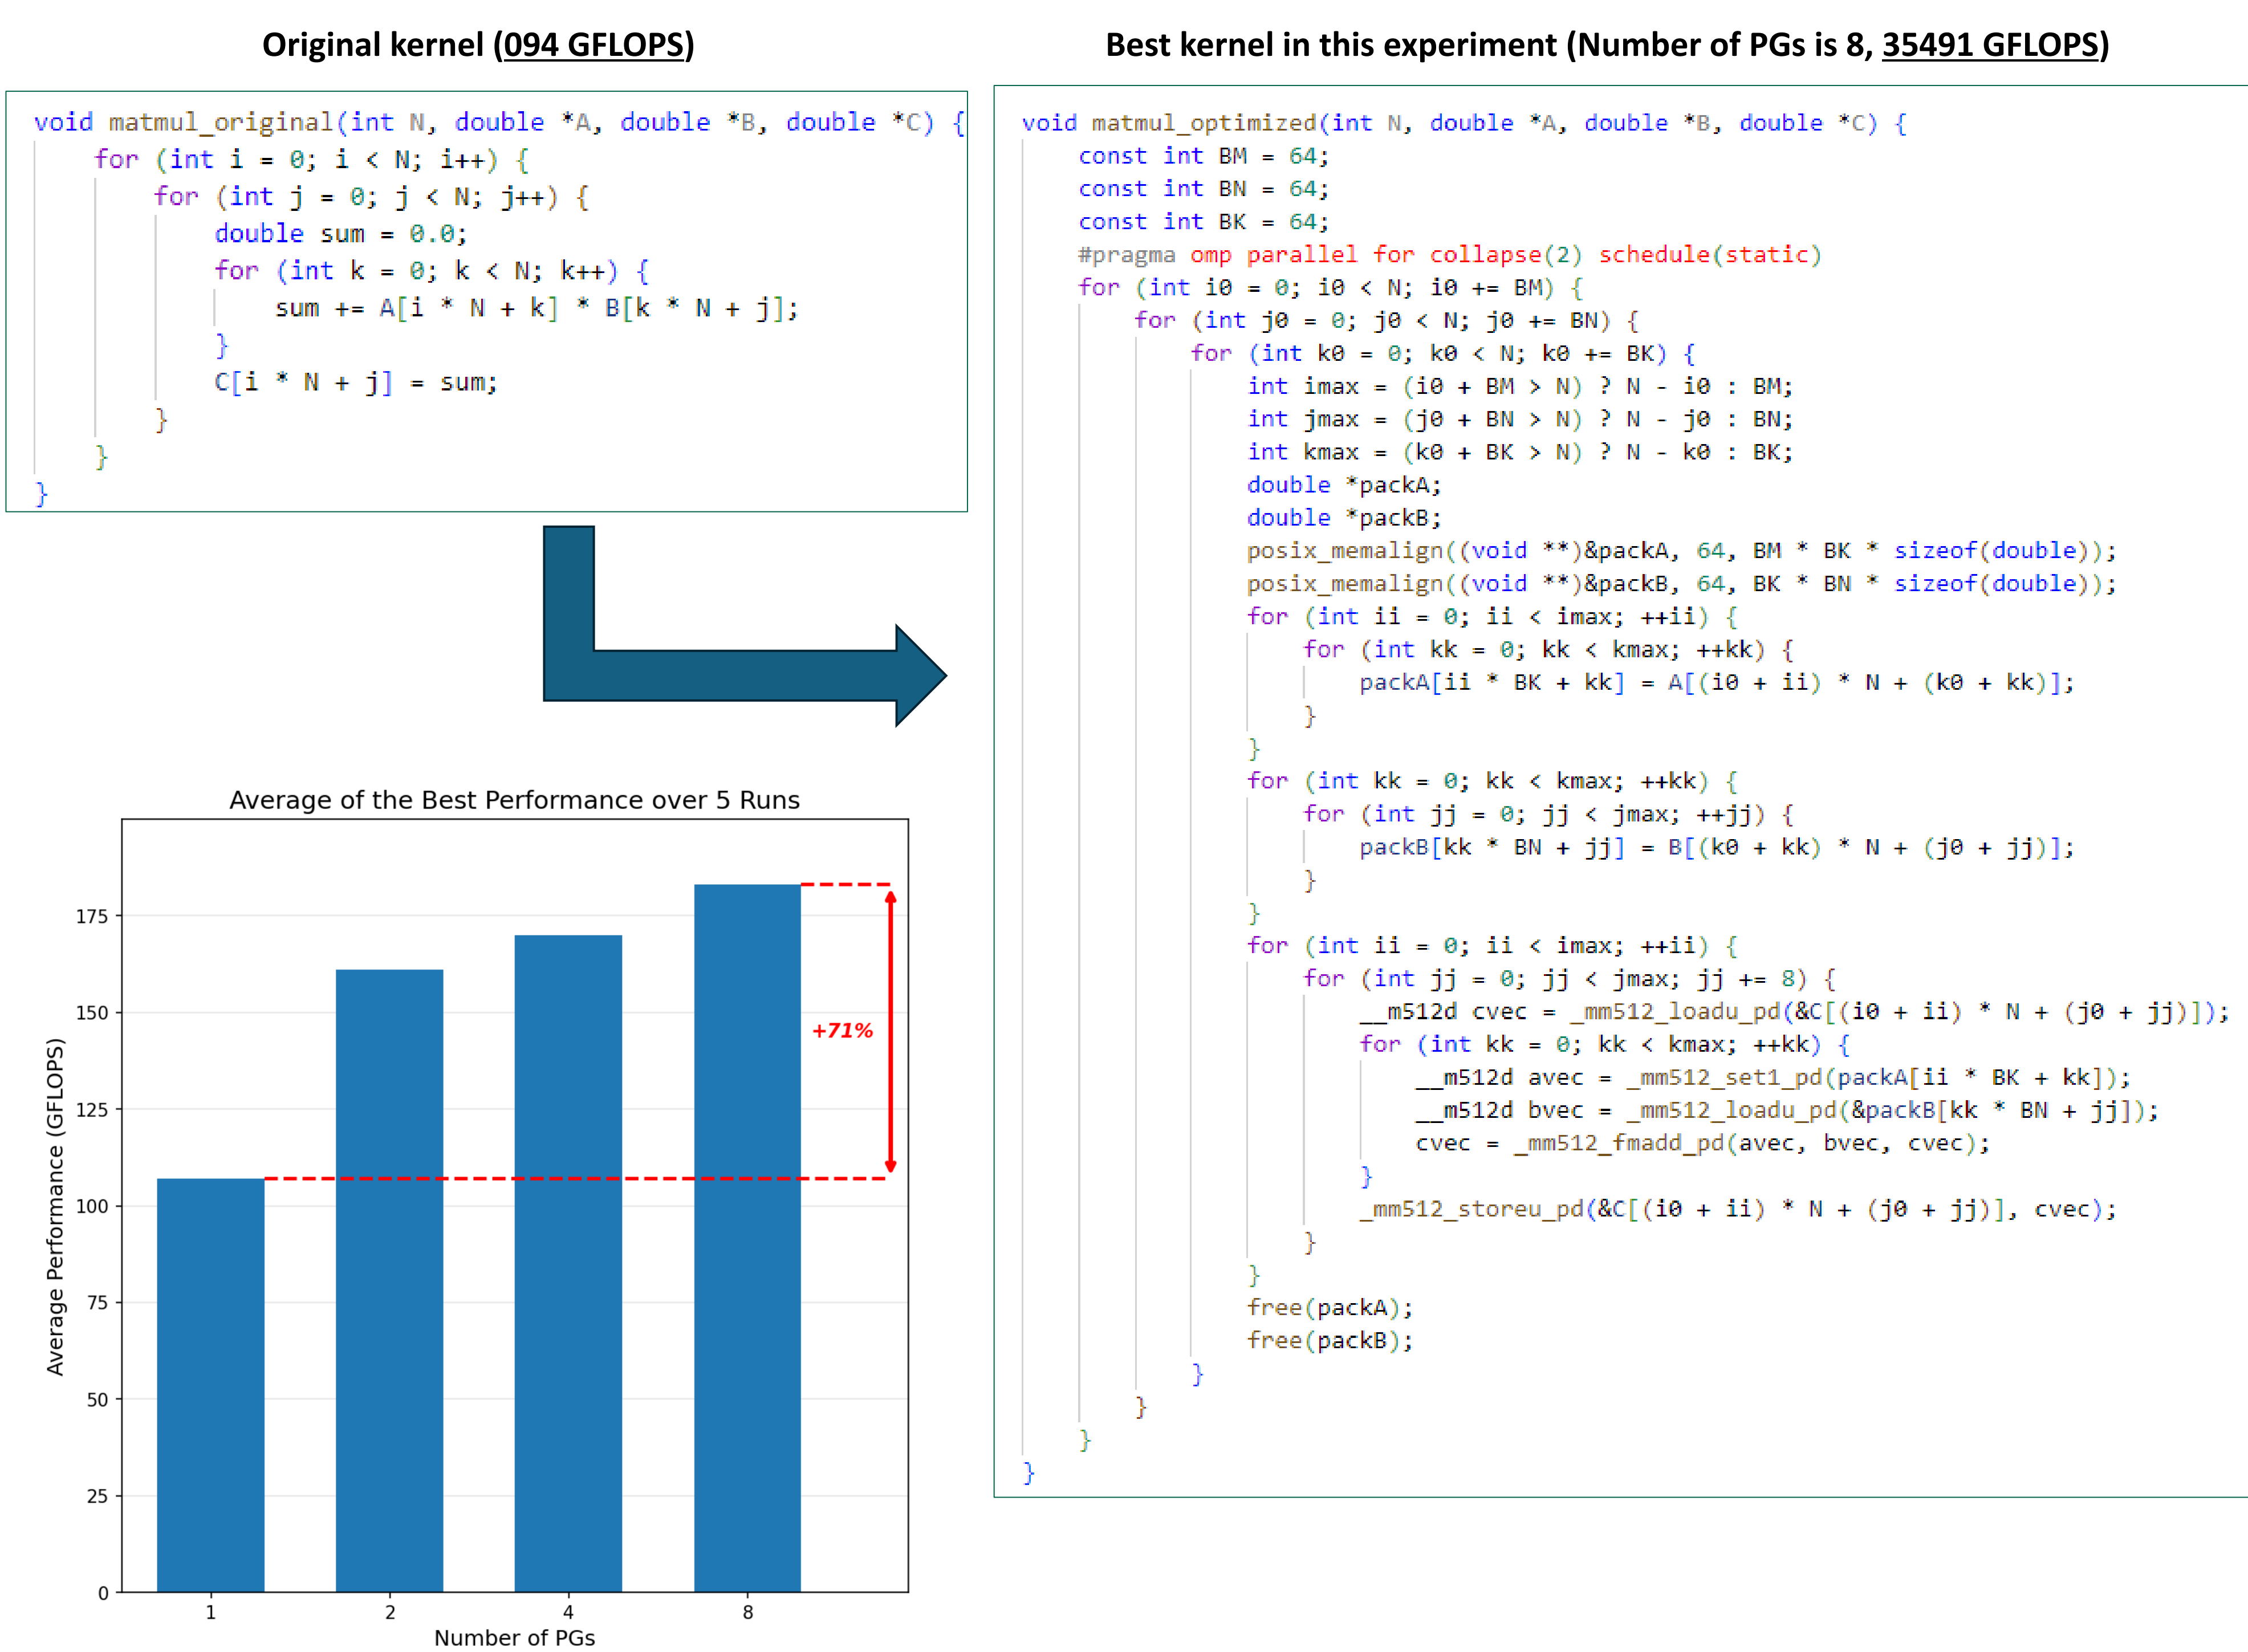 Original kernel (094 GFLOPS)
void matmul_original(int N, double *A, double *B, double *C) {
for (int i = 0; i < N; i++) {
for (int j = 0; j < N; j++) {
double sum = 0.0;
for (int k = 0; k < N; k++) {
sum += A[i * N + k] * B[k * N + j];
}
C[i * N + j] = sum;
}
}
}
Average of the Best Performance over 5 Runs
Average Performance (GFLOPS)
175
150
125
100
75
50
25
0
+71%
1
2
4
8
Number of PGs
Best kernel in this experiment (Number of PGs is 8, 35491 GFLOPS)
void matmul_optimized(int N, double *A, double *B, double *C) {
const int BM = 64;
const int BN = 64;
const int BK = 64;
#pragma omp parallel for collapse(2) schedule(static)
for (int i0 = 0; i0 < N; i0 += BM) {
for (int j0 = 0; j0 < N; j0 += BN) {
for (int k0 = 0; k0 < N; k0 += BK) {
int imax = (i0 + BM > N) ? N - i0 : BM;
int jmax = (j0 + BN > N) ? N - j0 : BN;
int kmax = (k0 + BK > N) ? N - k0 : BK;
double *packA;
double *packB;
posix_memalign((void **)&packA, 64, BM * BK * sizeof(double));
posix_memalign((void **)&packB, 64, BK * BN * sizeof(double));
for (int ii = 0; ii < imax; ++ii) {
for (int kk = 0; kk < kmax; ++kk) {
packA[ii * BK + kk] = A[(i0 + ii) * N + (k0 + kk)];
}
}
for (int kk = 0; kk < kmax; ++kk) {
for (int jj = 0; jj < jmax; ++jj) {
packB[kk * BN + jj] = B[(k0 + kk) * N + (j0 + jj)];
}
}
for (int ii = 0; ii < imax; ++ii) {
for (int jj = 0; jj < jmax; jj += 8) {
__m512d cvec = _mm512_loadu_pd(&C[(i0 + ii) * N + (j0 + jj)]);
for (int kk = 0; kk < kmax; ++kk) {
__m512d avec = _mm512_set1_pd(packA[ii * BK + kk]);
__m512d bvec = _mm512_loadu_pd(&packB[kk * BN + jj]);
cvec = _mm512_fmadd_pd(avec, bvec, cvec);
}
_mm512_storeu_pd(&C[(i0 + ii) * N + (j0 + jj)], cvec);
}
}
free(packA);
free(packB);
}
}
}
}